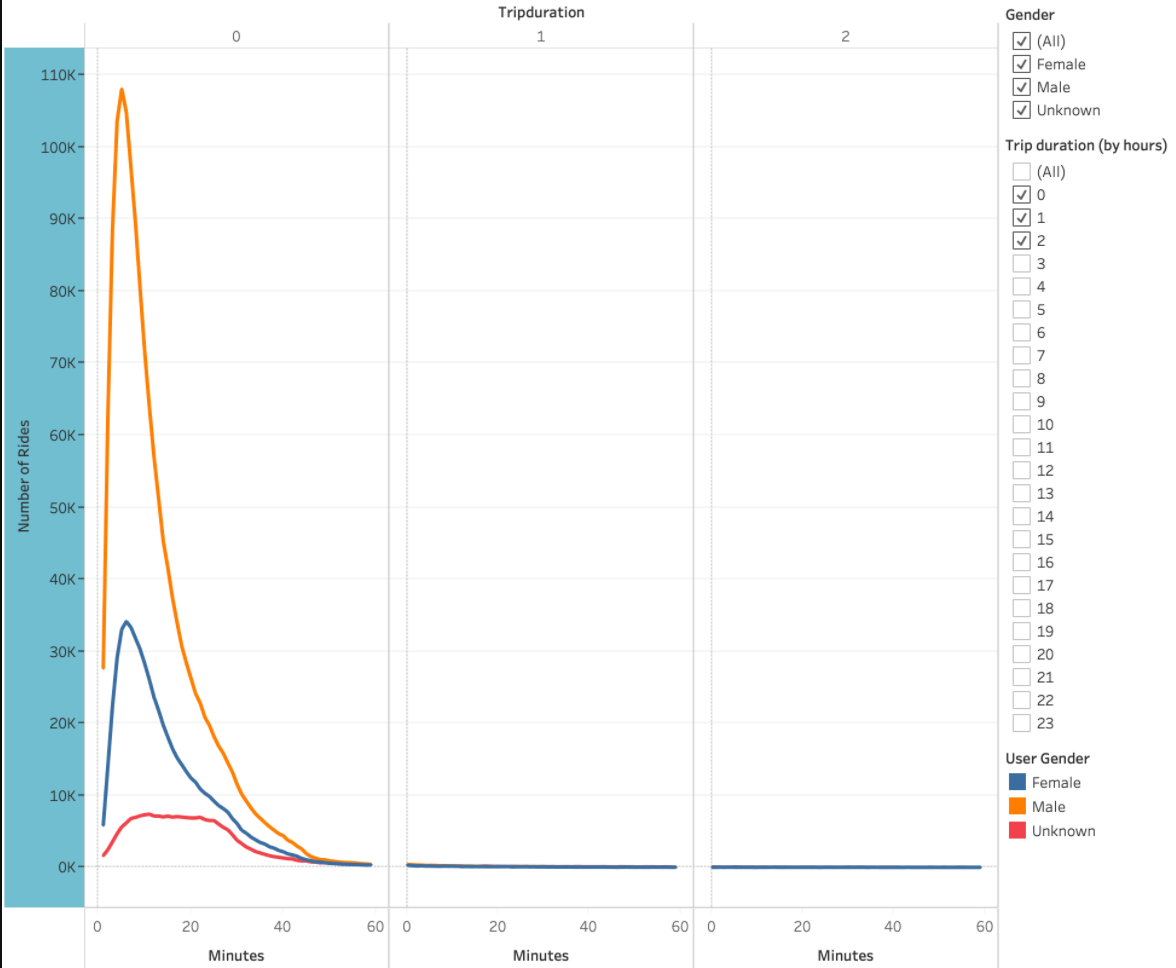 Tripduration
0 1 2
110K
100K
90K
80K
70K
60K
50K
40K
30K
20K
10K
0K
Number of Rides
0 20 40 60 0 20 40 60 0 20 40 60
Minutes Minutes Minutes
Gender
(All)
Female
Male
Unknown
Trip duration (by hours)
(All)
0
1
2
3
4
5
6
7
8
9
10
11
12
13
14
15
16
17
18
19
20
21
22
23
User Gender
Female
Male
Unknown